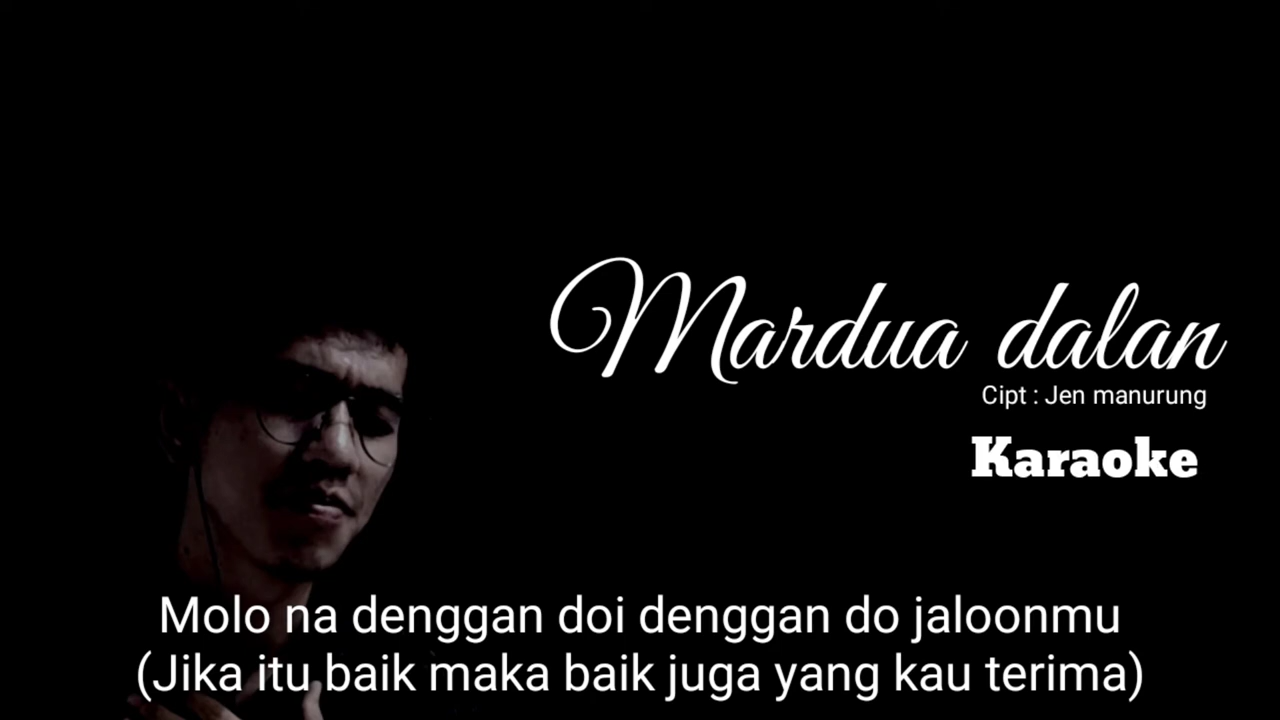 Mardua dalan
Cipt : Jen manurung
Karaoke
Molo na denggan doi denggan do jaloonmu
(Jika itu baik maka baik juga yang kau terima)